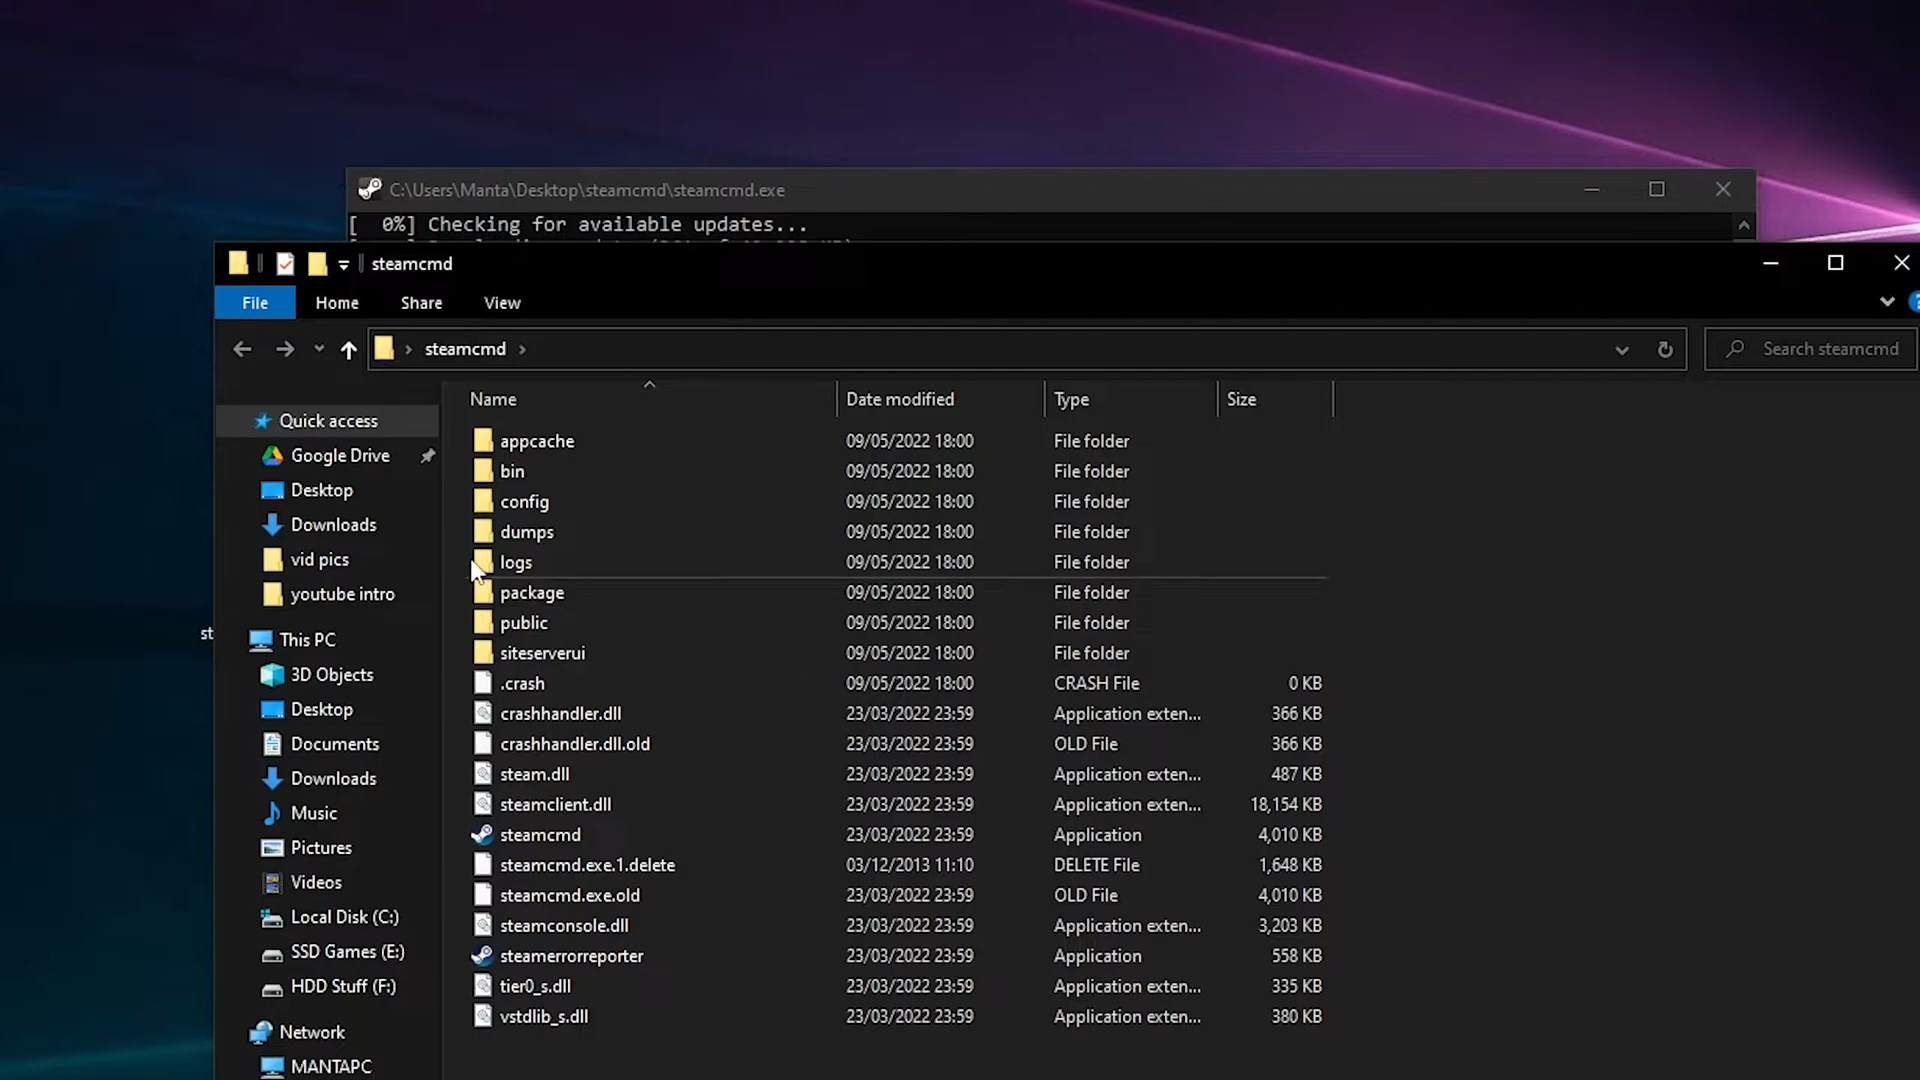 C:\Users\Manta\Desktop\steamcmd\steamcmd.exe
[  0%] Checking for available updates...
steamcmd
File Home Share View
steamcmd
Search steamcmd
Name Date modified Type Size
Quick access
Google Drive
Desktop
Downloads
vid pics
youtube intro
This PC
3D Objects
Desktop
Documents
Downloads
Music
Pictures
Videos
Local Disk (C:)
SSD Games (E:)
HDD Stuff (F:)
Network
MANTAPC
st
appcache 09/05/2022 18:00 File folder
bin 09/05/2022 18:00 File folder
config 09/05/2022 18:00 File folder
dumps 09/05/2022 18:00 File folder
logs 09/05/2022 18:00 File folder
package 09/05/2022 18:00 File folder
public 09/05/2022 18:00 File folder
siteserverui 09/05/2022 18:00 File folder
.crash 09/05/2022 18:00 CRASH File 0 KB
crashhandler.dll 23/03/2022 23:59 Application exten... 366 KB
crashhandler.dll.old 23/03/2022 23:59 OLD File 366 KB
steam.dll 23/03/2022 23:59 Application exten... 487 KB
steamclient.dll 23/03/2022 23:59 Application exten... 18,154 KB
steamcmd 23/03/2022 23:59 Application 4,010 KB
steamcmd.exe.1.delete 03/12/2013 11:10 DELETE File 1,648 KB
steamcmd.exe.old 23/03/2022 23:59 OLD File 4,010 KB
steamconsole.dll 23/03/2022 23:59 Application exten... 3,203 KB
steamerrorreporter 23/03/2022 23:59 Application 558 KB
tier0_s.dll 23/03/2022 23:59 Application exten... 335 KB
vstdlib_s.dll 23/03/2022 23:59 Application exten... 380 KB